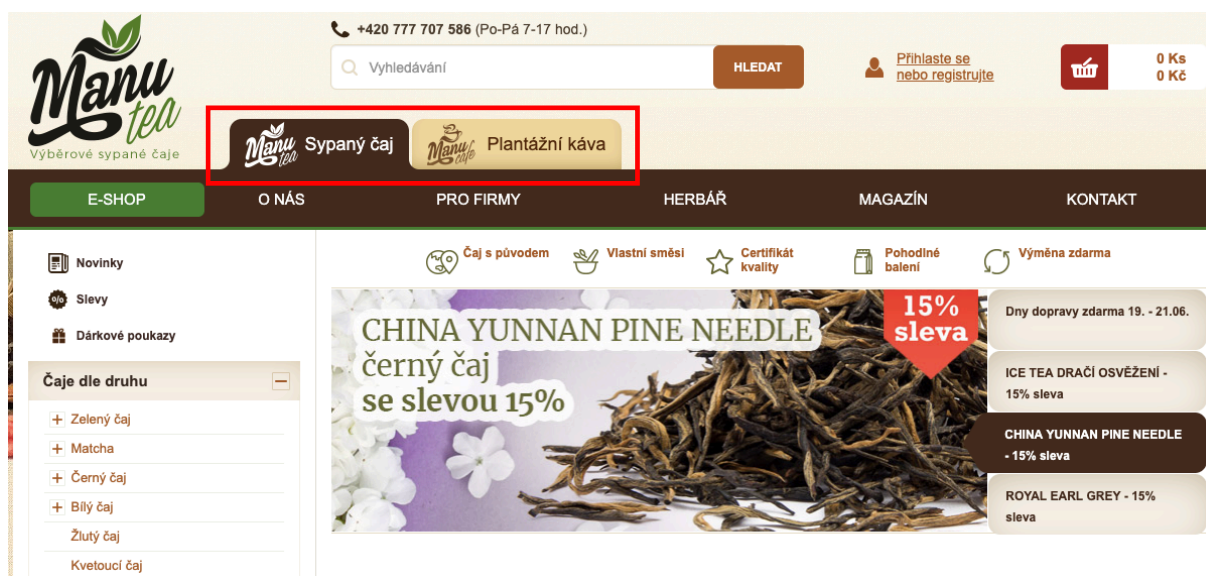 +420 777 707 586 (Po-Pá 7-17 hod.)
Vyhledávání
HLEDAT
Přihlaste se
nebo registrujte
0 Ks
0 Kč
Manu
tea
Výběrové sypané čaje
Manu
tea
Sypaný čaj
Manu
cafe
Plantážní káva
E-SHOP
O NÁS
PRO FIRMY
HERBÁŘ
MAGAZÍN
KONTAKT
Novinky
Slevy
Dárkové poukazy
Čaje dle druhu
Zelený čaj
Matcha
Černý čaj
Bílý čaj
Žlutý čaj
Kvetoucí čaj
Čaj s původem
Vlastní směsi
Certifikát
kvality
Pohodlné
balení
Výměna zdarma
CHINA YUNNAN PINE NEEDLE
černý čaj
se slevou 15%
15%
sleva
Dny dopravy zdarma 19. - 21.06.
ICE TEA DRAČÍ OSVĚŽENÍ -
15% sleva
CHINA YUNNAN PINE NEEDLE
- 15% sleva
ROYAL EARL GREY - 15%
sleva